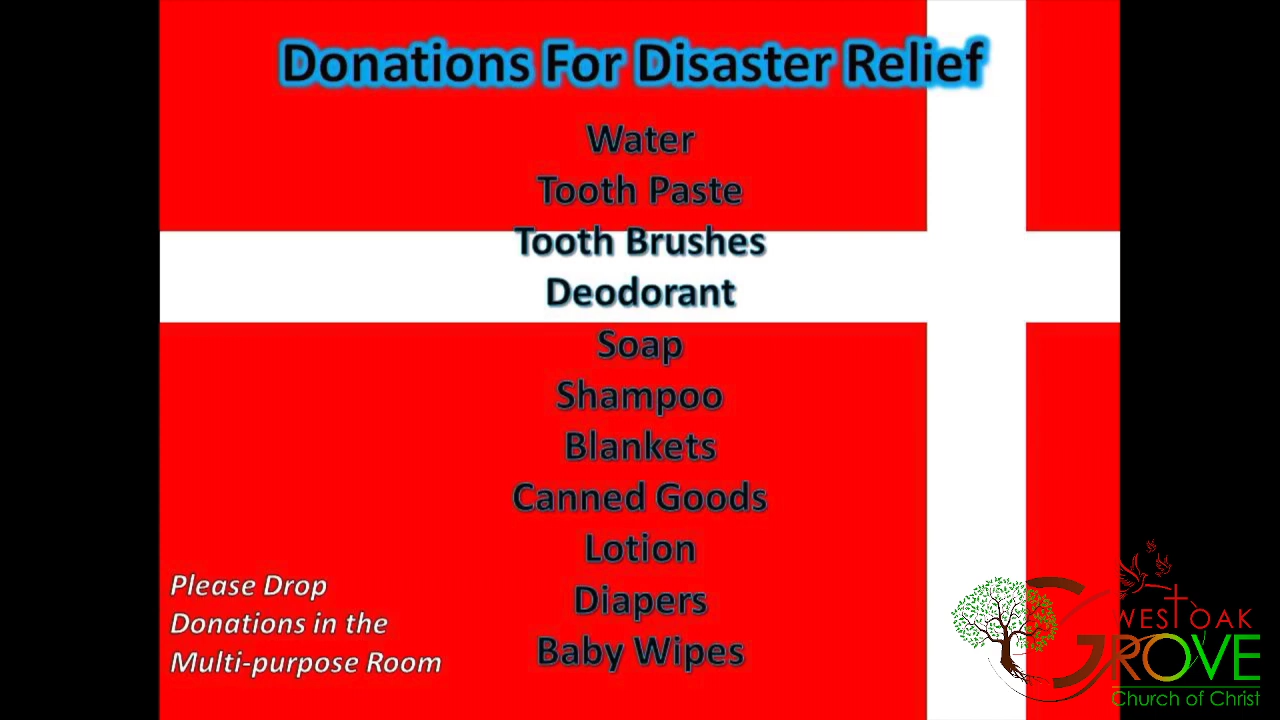 Donations For Disaster Relief
Water
Tooth Paste
Tooth Brushes
Deodorant
Soap
Shampoo
Blankets
Canned Goods
Lotion
Diapers
Baby Wipes
Please Drop
Donations in the
Multi-purpose Room
WEST OAK
GROVE
Church of Christ